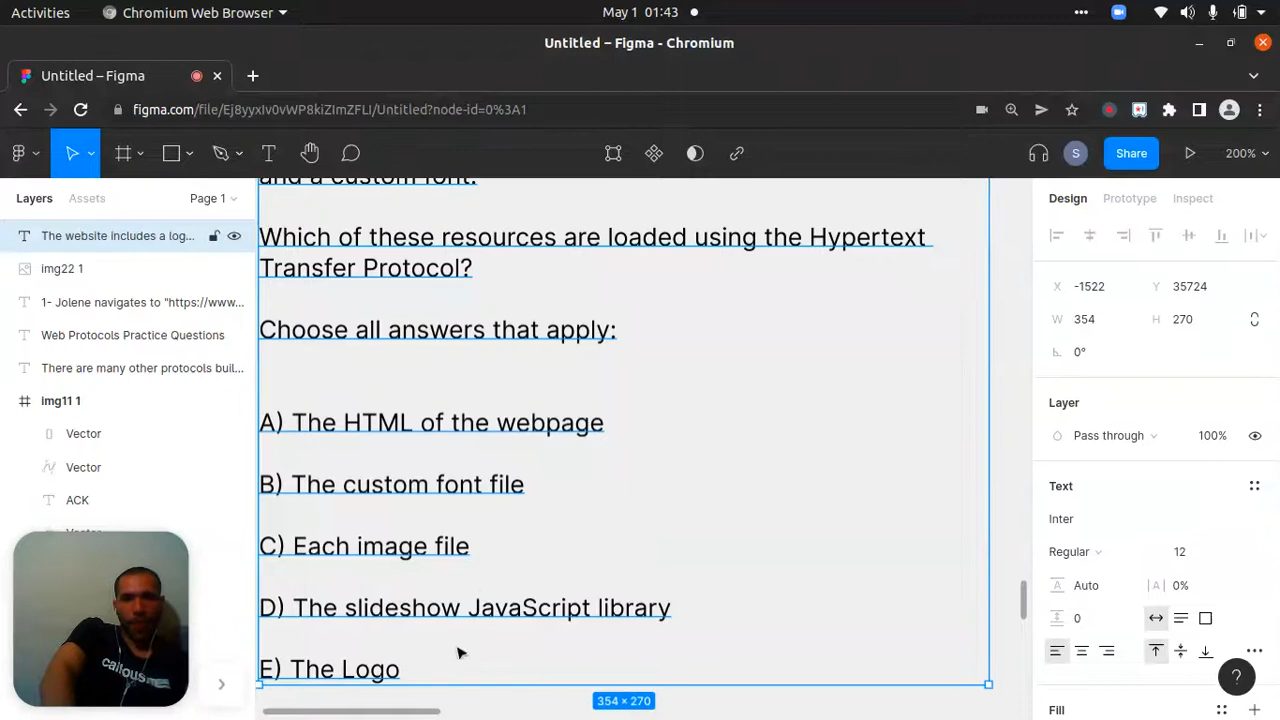 Activities
Chromium Web Browser
May 1 01:43
Untitled – Figma - Chromium
Untitled – Figma
figma.com/file/Ej8yyxIv0vWP8kiZImZFLI/Untitled?node-id=0%3A1
S
Share
200%
Layers
Assets
Page 1
The website includes a log...
img22 1
1- Jolene navigates to "https://www...
Web Protocols Practice Questions
There are many other protocols buil...
img11 1
Vector
Vector
ACK
and a custom font.
Which of these resources are loaded using the Hypertext
Transfer Protocol?
Choose all answers that apply:
A) The HTML of the webpage
B) The custom font file
C) Each image file
D) The slideshow JavaScript library
E) The Logo
354 × 270
Design
Prototype
Inspect
X -1522
Y 35724
W 354
H 270
0°
Layer
Pass through
100%
Text
Inter
Regular
12
Auto
0%
0
Fill
?